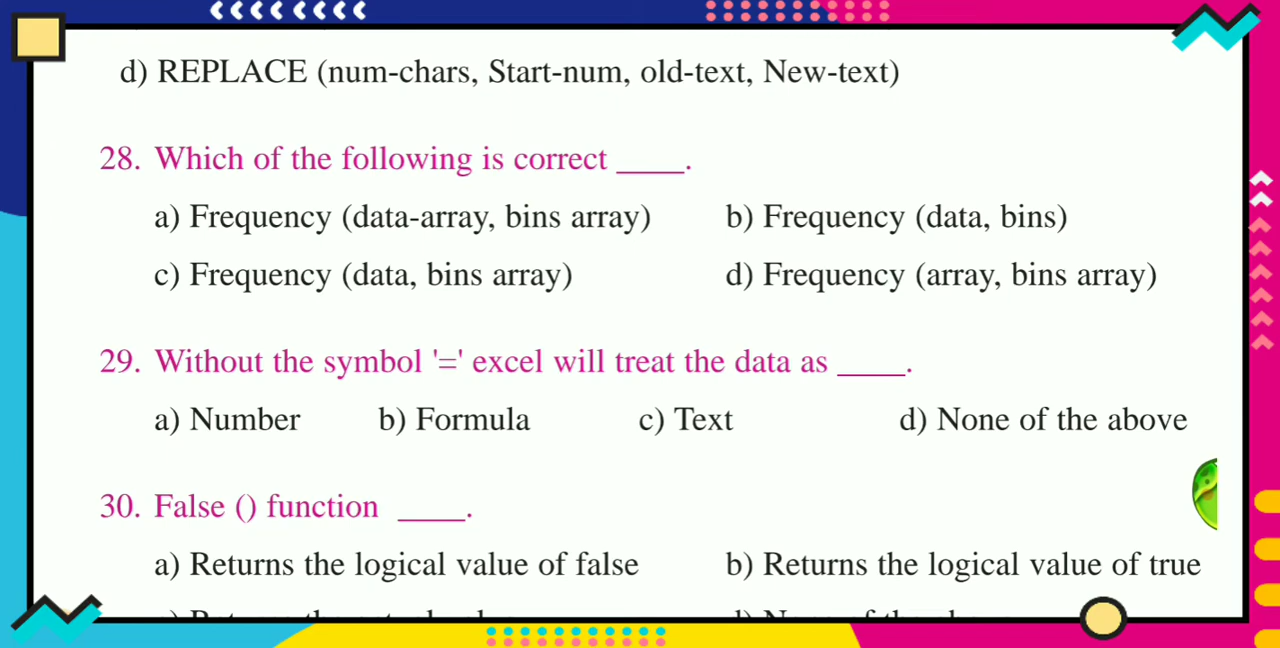 d) REPLACE (num-chars, Start-num, old-text, New-text)
28. Which of the following is correct ____.
a) Frequency (data-array, bins array) b) Frequency (data, bins)
c) Frequency (data, bins array) d) Frequency (array, bins array)
29. Without the symbol '=' excel will treat the data as ____.
a) Number b) Formula c) Text d) None of the above
30. False () function ____.
a) Returns the logical value of false b) Returns the logical value of true